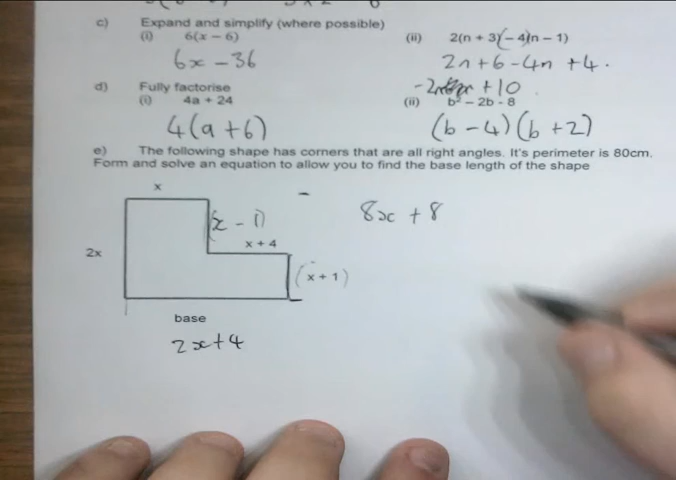 c) Expand and simplify (where possible)
(i) 6(x – 6) (ii) 2(n + 3)(– 4)(n – 1)
6x – 36 2n + 6 – 4n + 4.
d) Fully factorise + 10
(i) 4a + 24 (ii) b² – 2b - 8
4(a + 6) (b – 4)(b + 2)
e) The following shape has corners that are all right angles. It's perimeter is 80cm.
Form and solve an equation to allow you to find the base length of the shape
x
(x – 1) 8x + 8
x + 4
2x
(x + 1)
base
2x + 4